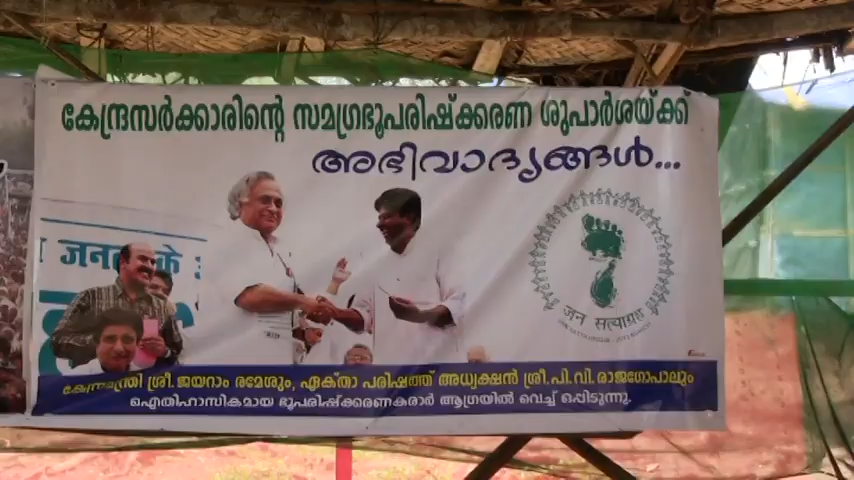 കേന്ദ്രസർക്കാരിന്റെ സമഗ്രഭൂപരിഷ്ക്കരണ ശുപാർശയ്ക്ക്
അഭിവാദ്യങ്ങൾ...
जन सत्याग्रह
കേന്ദ്രമന്ത്രി ശ്രീ.ജയറാം രമേശും, ഏക്താ പരിഷത്ത് അധ്യക്ഷൻ ശ്രീ.പി.വി.രാജഗോപാലും
ഐതിഹാസികമായ ഭൂപരിഷ്ക്കരണകരാർ ആഗ്രയിൽ വെച്ച് ഒപ്പിടുന്നു.